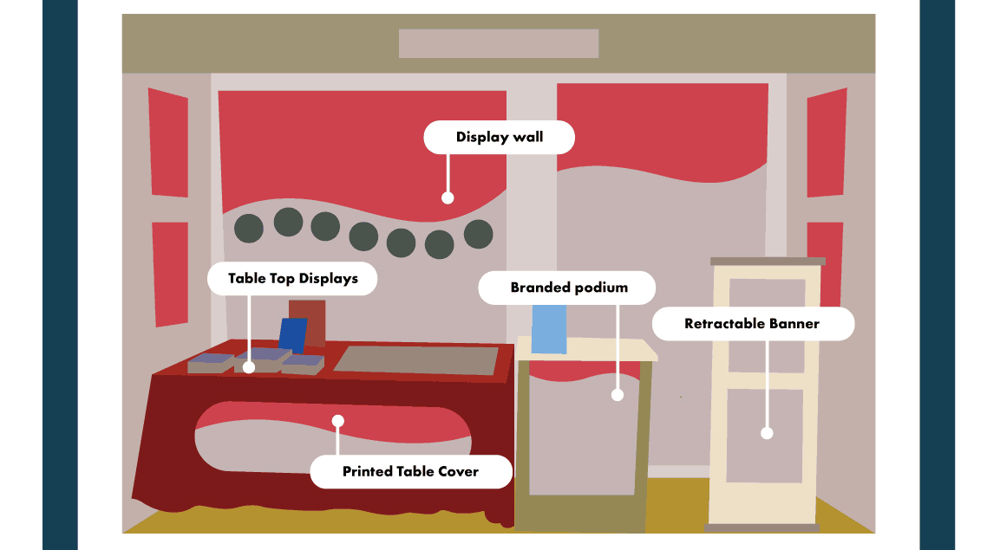 Display wall
Table Top Displays
Branded podium
Retractable Banner
Printed Table Cover